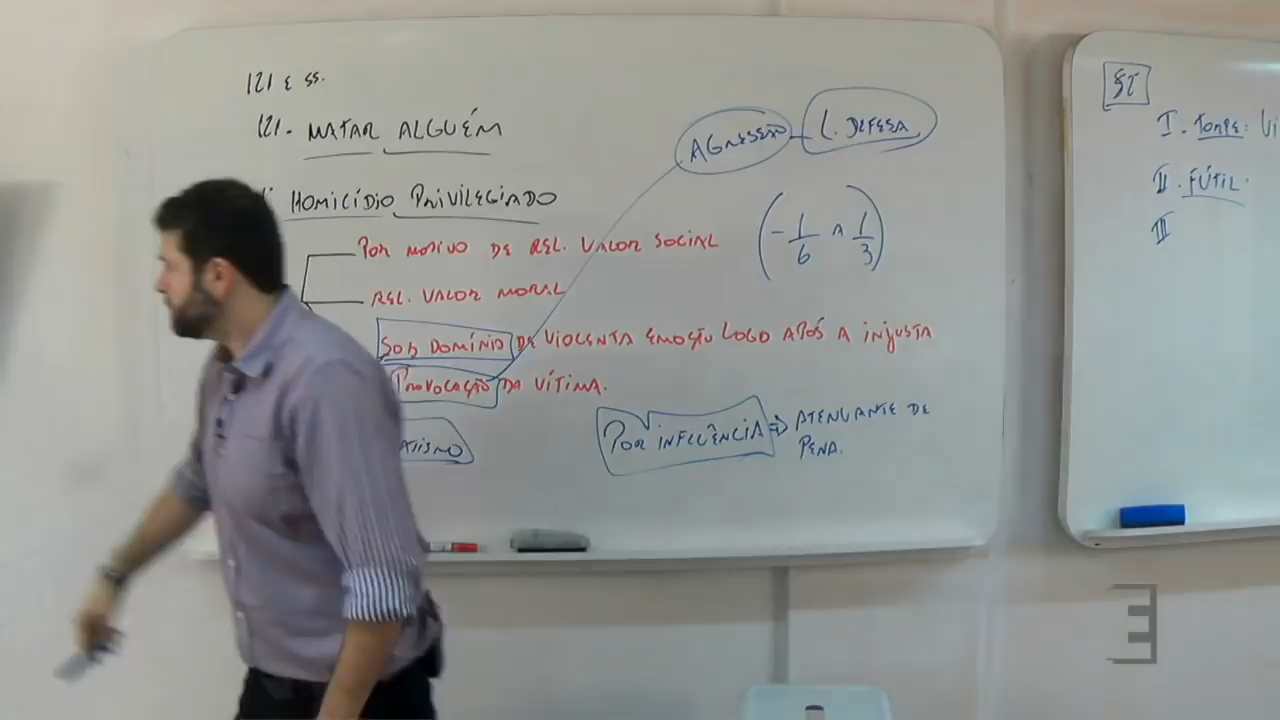 121 E SS.
121. MATAR ALGUÉM
HOMICÍDIO PRIVILEGIADO
POR MOTIVO DE REL. VALOR SOCIAL
REL. VALOR MORAL
SOB DOMÍNIO DE VIOLENTA EMOÇÃO LOGO APÓS A INJUSTA
PROVOCAÇÃO DA VÍTIMA.
AGRESSÃO - L. DEFESA
(- 1/6 A 1/3)
POR INFLUÊNCIA => ATENUANTE DE
PENA.
I. TORPE:
II. FÚTIL.
III